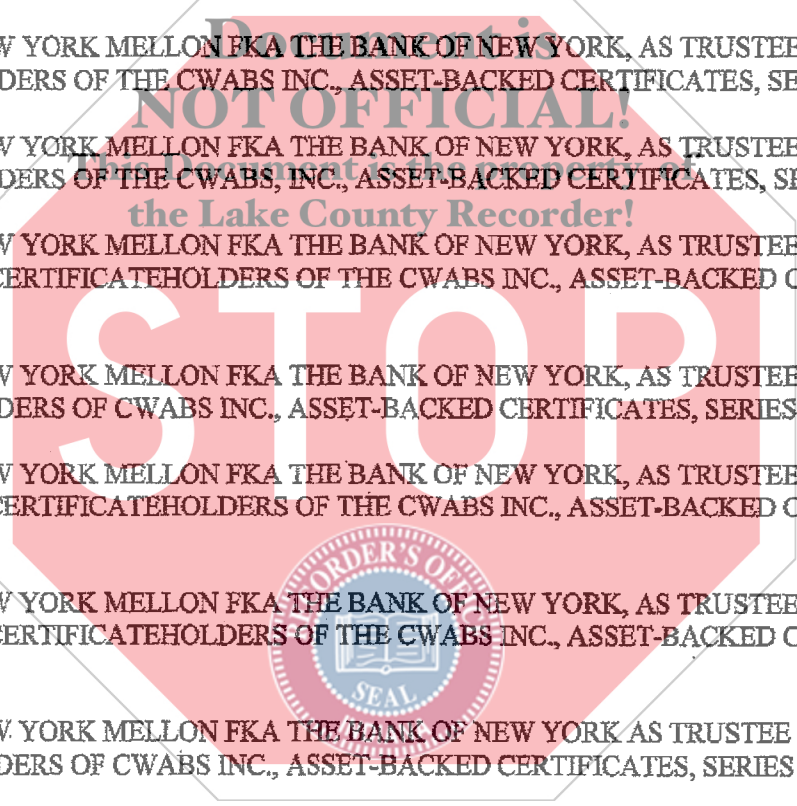 Document is
W YORK MELLON FKA THE BANK OF NEW YORK, AS TRUSTEE
DERS OF THE CWABS INC., ASSET-BACKED CERTIFICATES, SE
NOT OFFICIAL!
W YORK MELLON FKA THE BANK OF NEW YORK, AS TRUSTEE
This Document is the property of
DERS OF THE CWABS, INC., ASSET-BACKED CERTIFICATES, SE
the Lake County Recorder!
W YORK MELLON FKA THE BANK OF NEW YORK, AS TRUSTEE
CERTIFICATEHOLDERS OF THE CWABS INC., ASSET-BACKED C
STOP
W YORK MELLON FKA THE BANK OF NEW YORK, AS TRUSTEE
DERS OF CWABS INC., ASSET-BACKED CERTIFICATES, SERIES
W YORK MELLON FKA THE BANK OF NEW YORK, AS TRUSTEE
CERTIFICATEHOLDERS OF THE CWABS INC., ASSET-BACKED C
W YORK MELLON FKA THE BANK OF NEW YORK, AS TRUSTEE
CERTIFICATEHOLDERS OF THE CWABS INC., ASSET-BACKED C
SEAL
W YORK MELLON FKA THE BANK OF NEW YORK AS TRUSTEE
DERS OF CWABS INC., ASSET-BACKED CERTIFICATES, SERIES